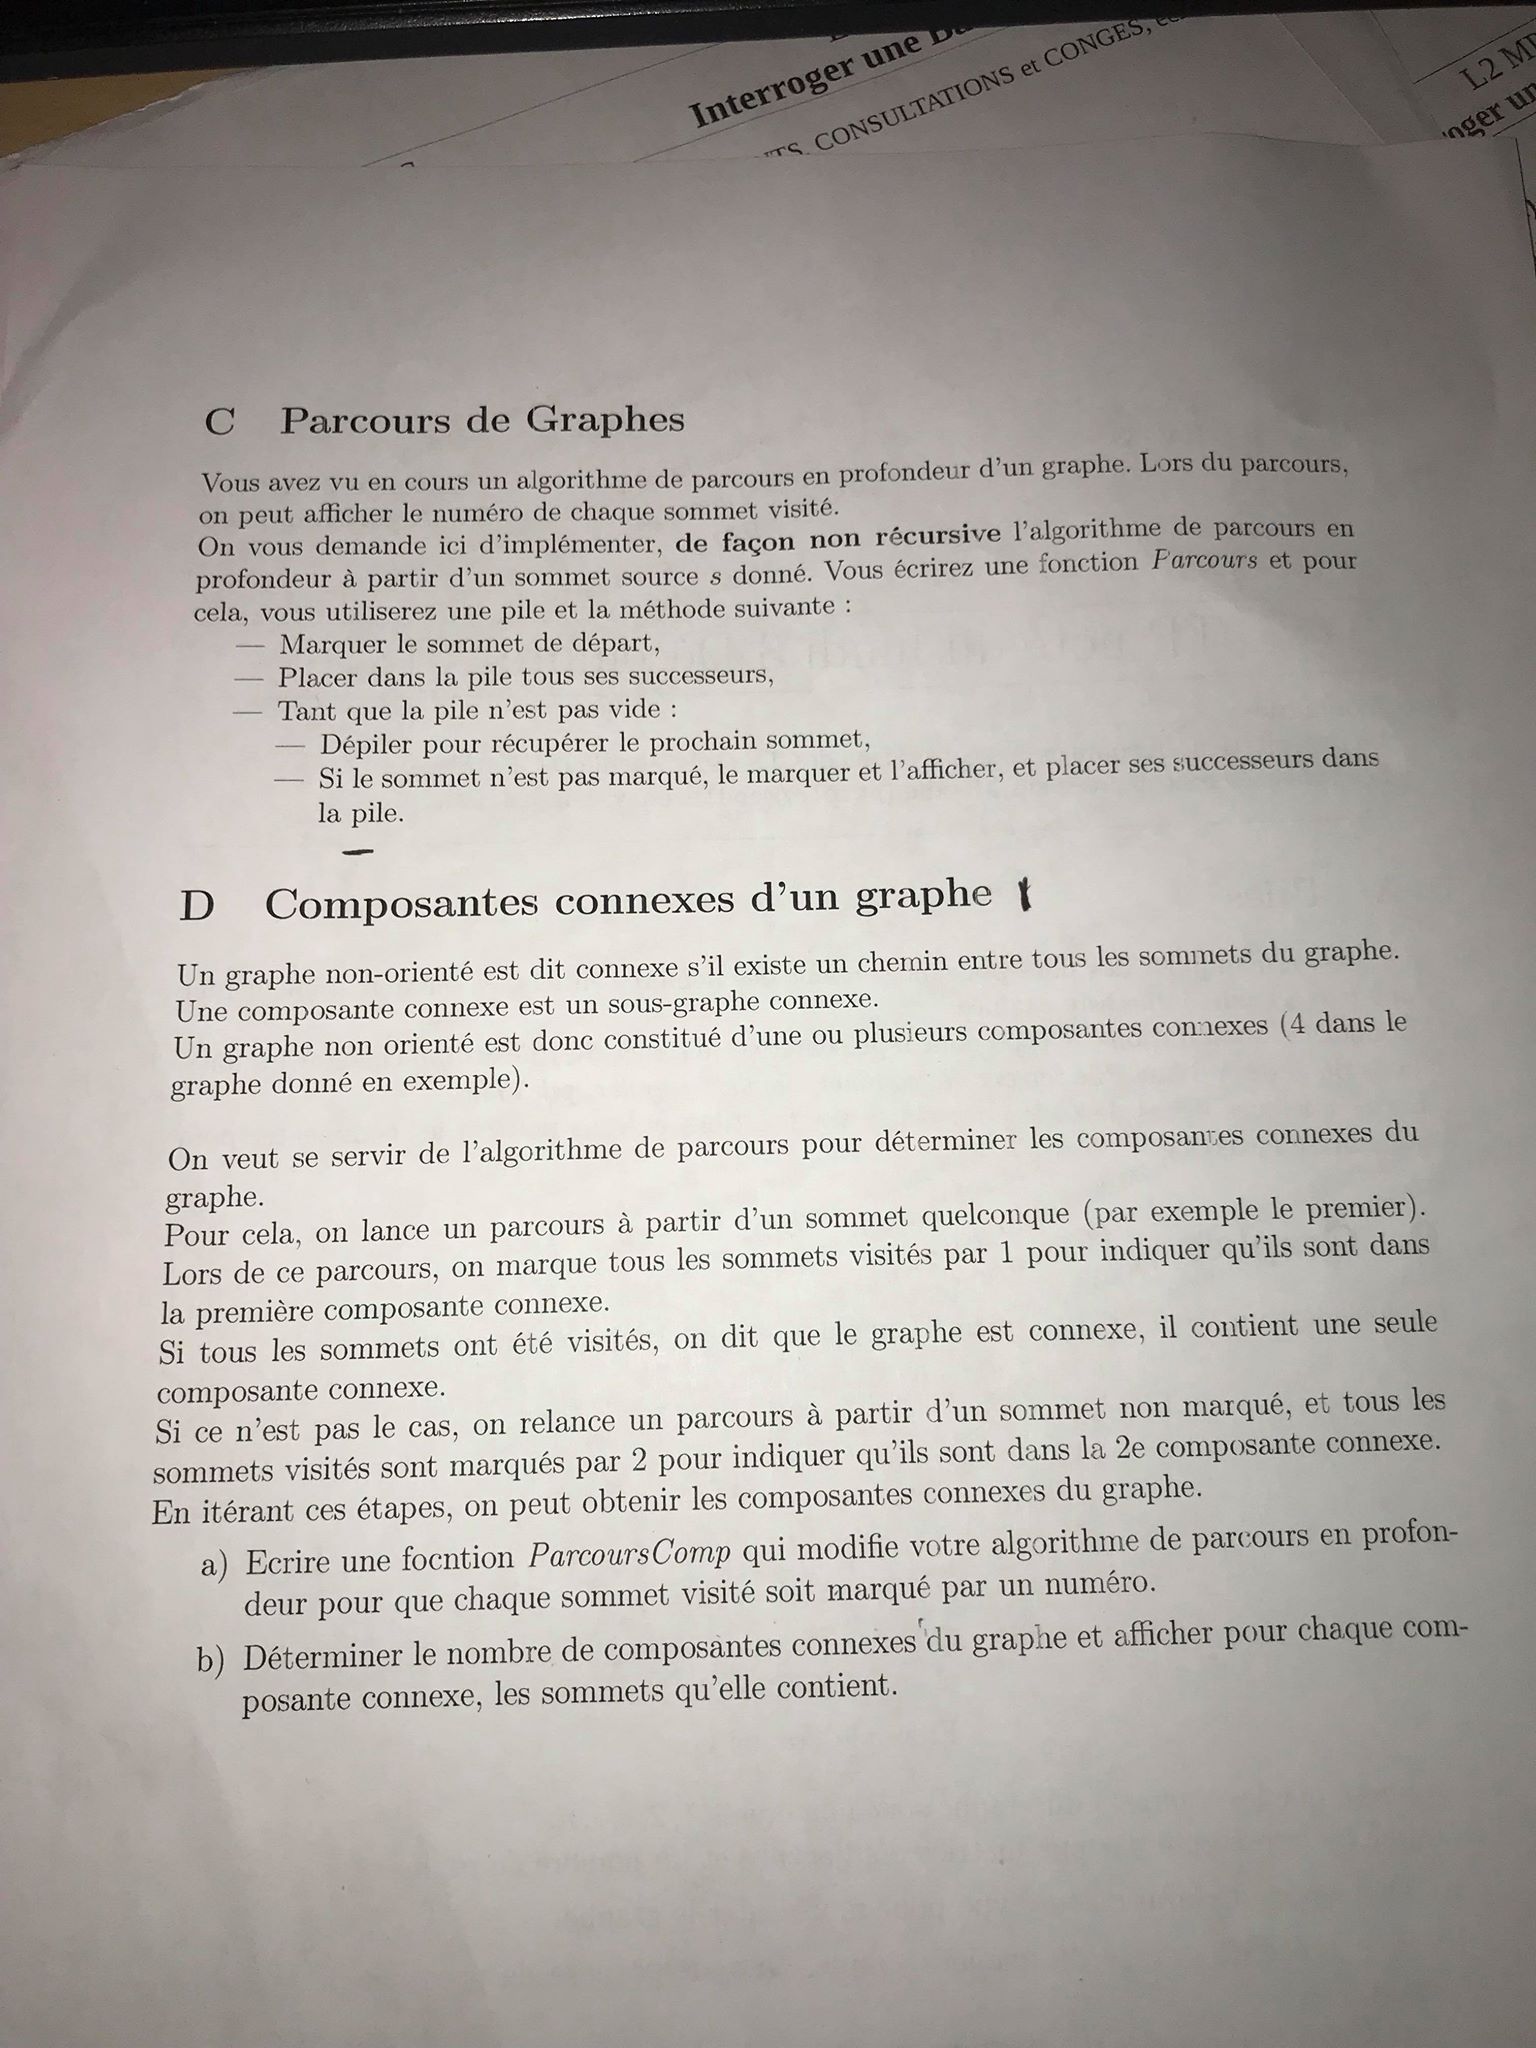 Interroger une
CONSULTATIONS et CONGES,
L2
C Parcours de Graphes
Vous avez vu en cours un algorithme de parcours en profondeur d'un graphe. Lors du parcours,
on peut afficher le numéro de chaque sommet visité.
On vous demande ici d'implémenter, de façon non récursive l'algorithme de parcours en
profondeur à partir d'un sommet source s donné. Vous écrirez une fonction Parcours et pour
cela, vous utiliserez une pile et la méthode suivante :
— Marquer le sommet de départ,
— Placer dans la pile tous ses successeurs,
— Tant que la pile n'est pas vide :
— Dépiler pour récupérer le prochain sommet,
— Si le sommet n'est pas marqué, le marquer et l'afficher, et placer ses successeurs dans
la pile.
D Composantes connexes d'un graphe
Un graphe non-orienté est dit connexe s'il existe un chemin entre tous les sommets du graphe.
Une composante connexe est un sous-graphe connexe.
Un graphe non orienté est donc constitué d'une ou plusieurs composantes connexes (4 dans le
graphe donné en exemple).
On veut se servir de l'algorithme de parcours pour déterminer les composantes connexes du
graphe.
Pour cela, on lance un parcours à partir d'un sommet quelconque (par exemple le premier).
Lors de ce parcours, on marque tous les sommets visités par 1 pour indiquer qu'ils sont dans
la première composante connexe.
Si tous les sommets ont été visités, on dit que le graphe est connexe, il contient une seule
composante connexe.
Si ce n'est pas le cas, on relance un parcours à partir d'un sommet non marqué, et tous les
sommets visités sont marqués par 2 pour indiquer qu'ils sont dans la 2e composante connexe.
En itérant ces étapes, on peut obtenir les composantes connexes du graphe.
a) Ecrire une focntion ParcoursComp qui modifie votre algorithme de parcours en profon-
deur pour que chaque sommet visité soit marqué par un numéro.
b) Déterminer le nombre de composantes connexes du graphe et afficher pour chaque com-
posante connexe, les sommets qu'elle contient.